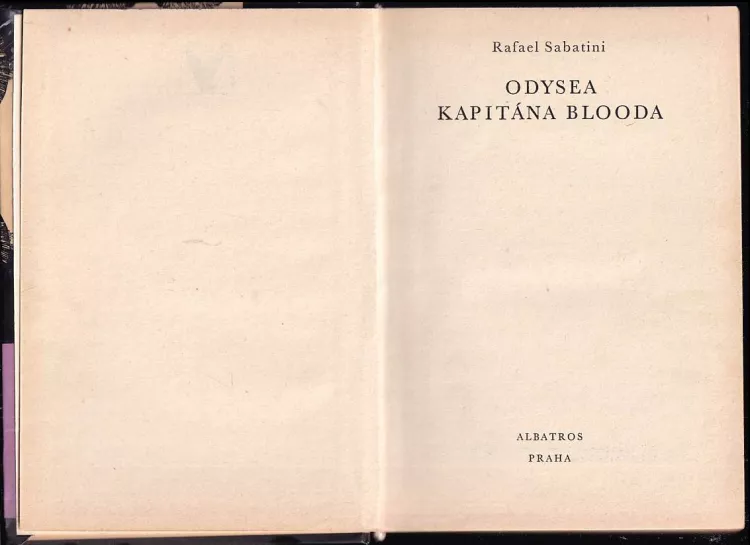 Rafael Sabatini
ODYSEA
KAPITÁNA BLOODA
ALBATROS
PRAHA